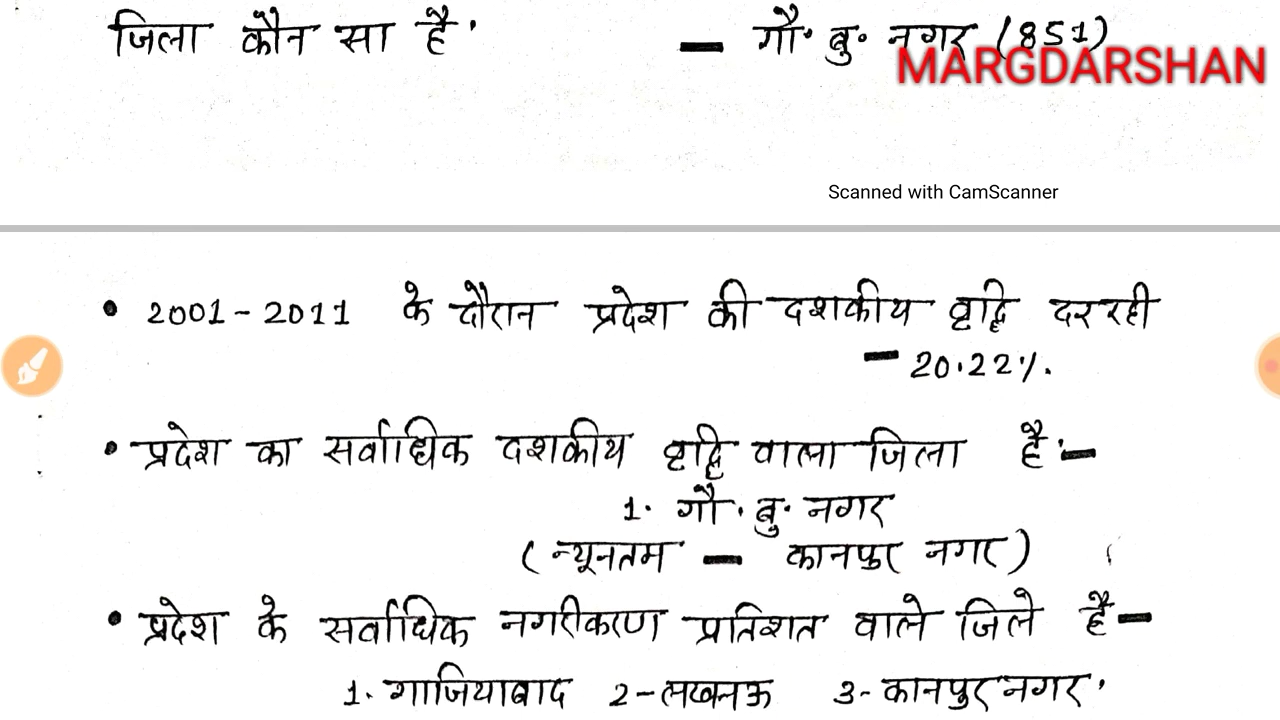 जिला कौन सा है. — गौ. बु. नगर (851)
MARGDARSHAN
Scanned with CamScanner
• 2001-2011 के दौरान प्रदेश की दशकीय वृद्धि दर रही
— 20.22%.
• प्रदेश का सर्वाधिक दशकीय वृद्धि वाला जिला है:—
1. गौ. बु. नगर
(न्यूनतम — कानपुर नगर)
• प्रदेश के सर्वाधिक नगरीकरण प्रतिशत वाले जिले है—
1. गाजियाबाद 2-लखनऊ 3-कानपुर नगर.